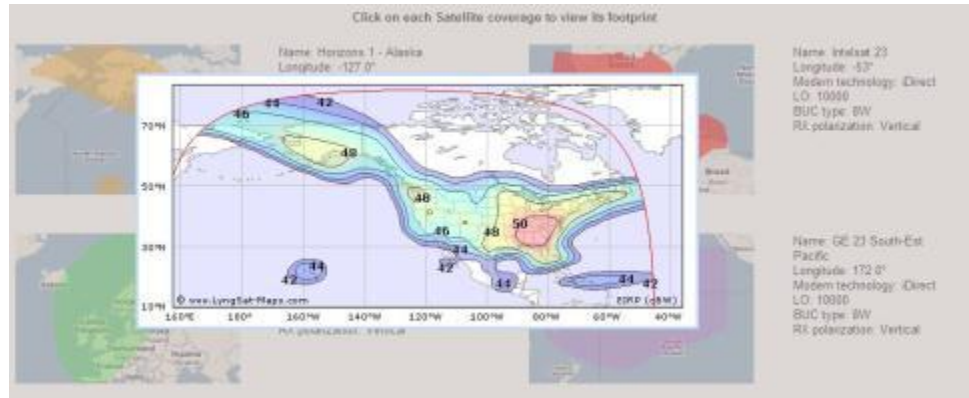 Click on each Satellite coverage to view its footprint
Name: Horizons 1 - Alaska
Longitude: -127.0°
Name: Intelsat 23
Longitude: -53°
Modem technology: iDirect
LO: 10000
BUC type: 8W
RX polarization: Vertical
Brazil
44 42
46
48
48
50
46 48
44
42
44
42
44
44 42
70°N
50°N
30°N
10°N
© www.LyngSat-Maps.com
EIRP (dBW)
160°E 180° 160°W 140°W 120°W 100°W 80°W 60°W 40°W
RX polarization: Vertical
Name: GE 23 South-Est
Pacific
Longitude: 172.0°
Modem technology: iDirect
LO: 10000
BUC type: 8W
RX polarization: Vertical